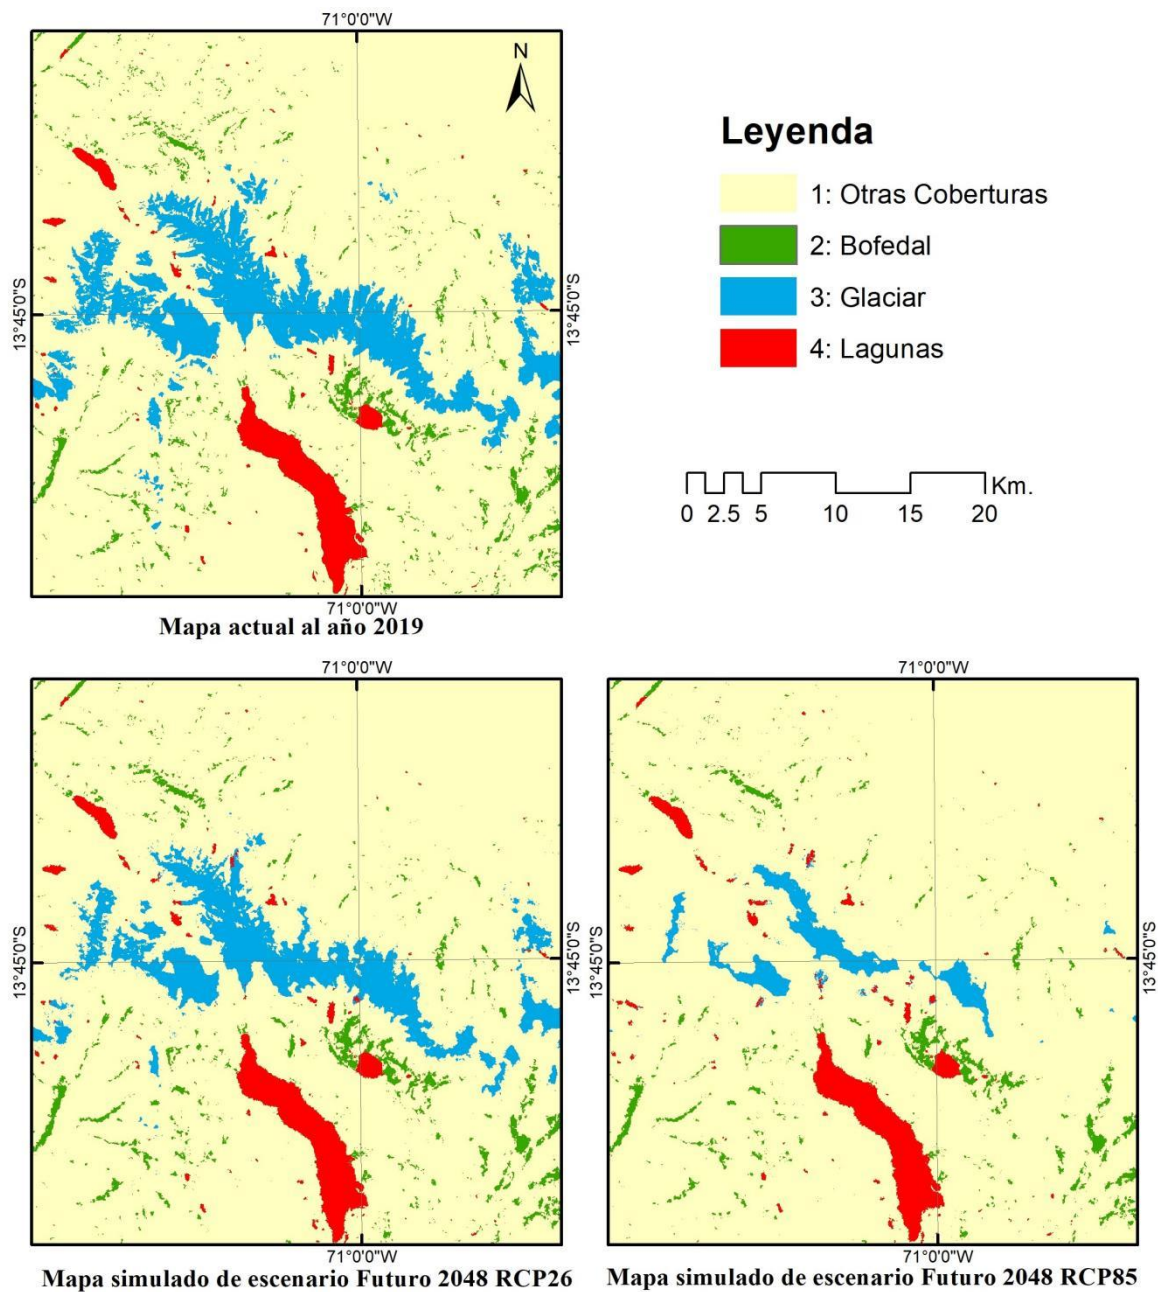 71°0'0"W
N
13°45'0"S
13°45'0"S
71°0'0"W
Mapa actual al año 2019
Leyenda
1: Otras Coberturas
2: Bofedal
3: Glaciar
4: Lagunas
Km.
0 2.5 5 10 15 20
71°0'0"W
71°0'0"W
13°45'0"S
13°45'0"S
13°45'0"S
13°45'0"S
71°0'0"W
71°0'0"W
Mapa simulado de escenario Futuro 2048 RCP26
Mapa simulado de escenario Futuro 2048 RCP85